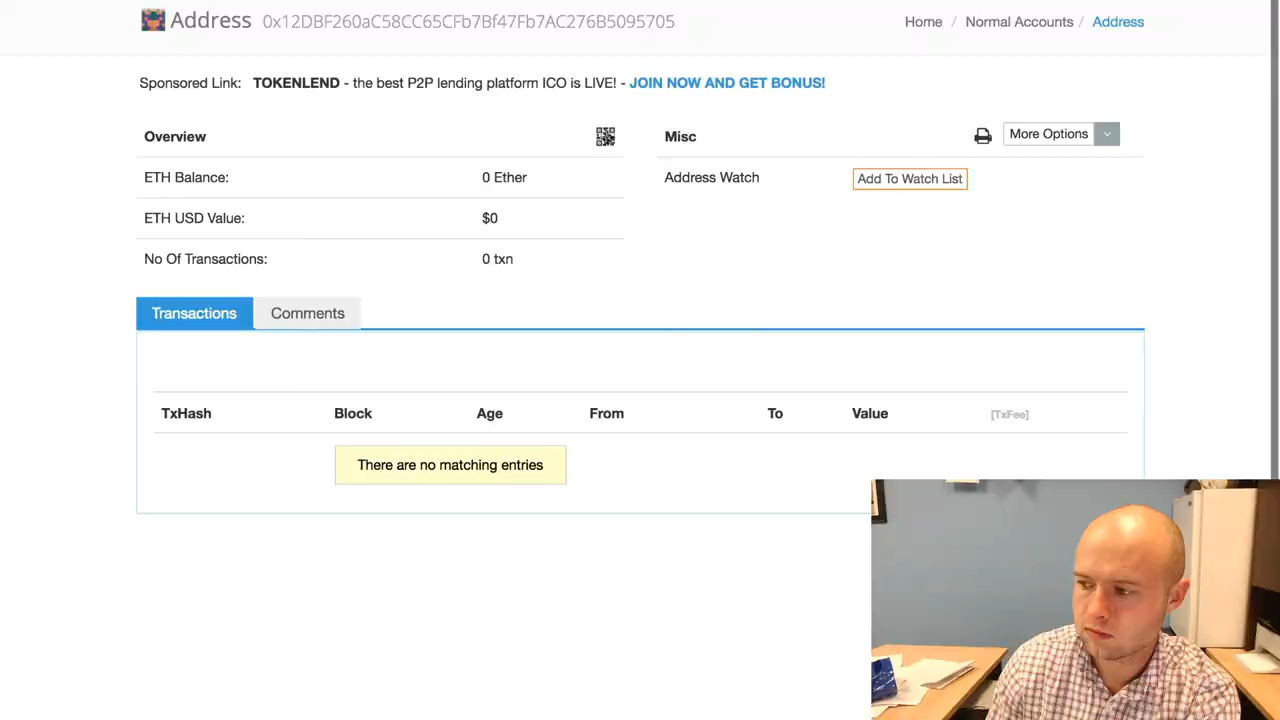 Address 0x12DBF260aC58CC65CFb7Bf47Fb7AC276B5095705
Home / Normal Accounts / Address
Sponsored Link: TOKENLEND - the best P2P lending platform ICO is LIVE! - JOIN NOW AND GET BONUS!
Overview
Misc
More Options
ETH Balance: 0 Ether
Address Watch Add To Watch List
ETH USD Value: $0
No Of Transactions: 0 txn
Transactions Comments
TxHash Block Age From To Value [TxFee]
There are no matching entries